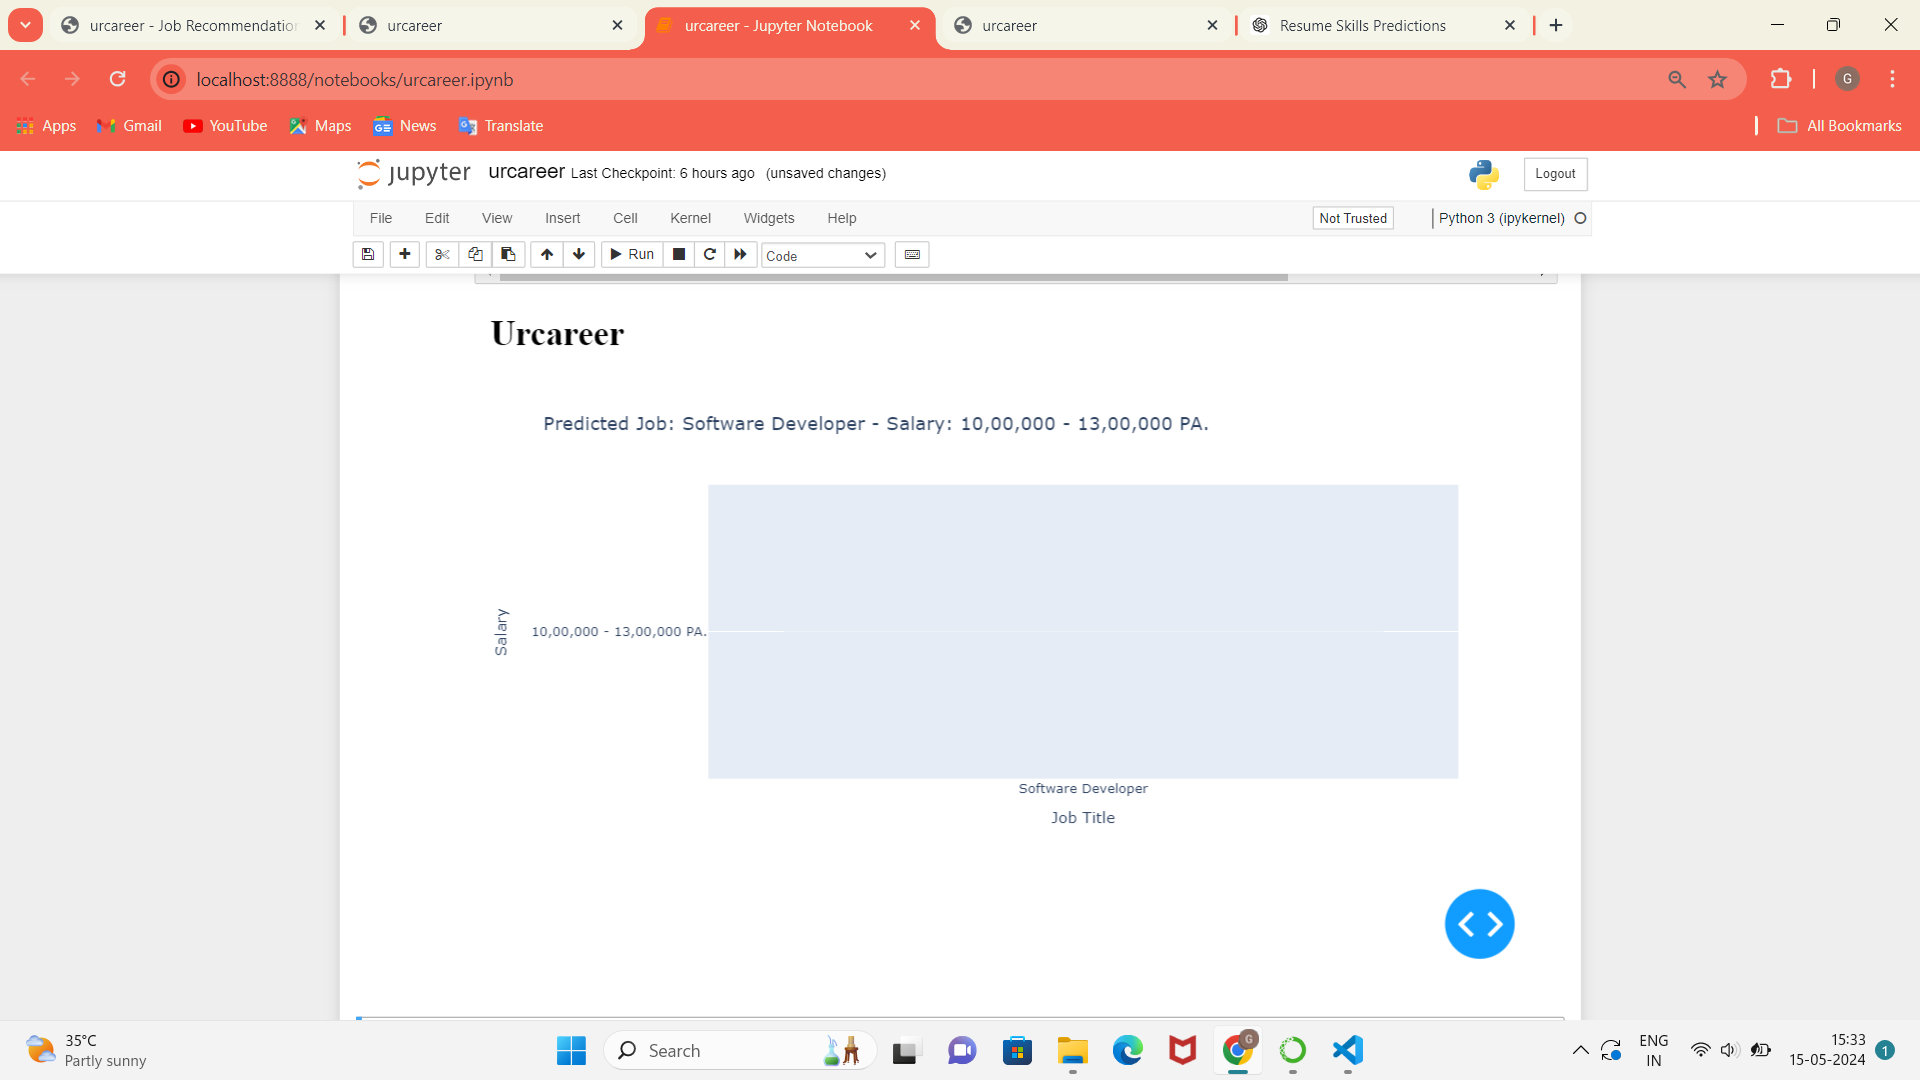 urcareer - Job Recommendation
urcareer
urcareer - Jupyter Notebook
urcareer
Resume Skills Predictions
localhost:8888/notebooks/urcareer.ipynb
G
Apps
Gmail
YouTube
Maps
News
Translate
All Bookmarks
jupyter
urcareer Last Checkpoint: 6 hours ago (unsaved changes)
Logout
File Edit View Insert Cell Kernel Widgets Help
Not Trusted
Python 3 (ipykernel)
Run
Code
Urcareer
Predicted Job: Software Developer - Salary: 10,00,000 - 13,00,000 PA.
Salary
10,00,000 - 13,00,000 PA.
Software Developer
Job Title
35°C
Partly sunny
Search
G
ENG
IN
15:33
15-05-2024
1